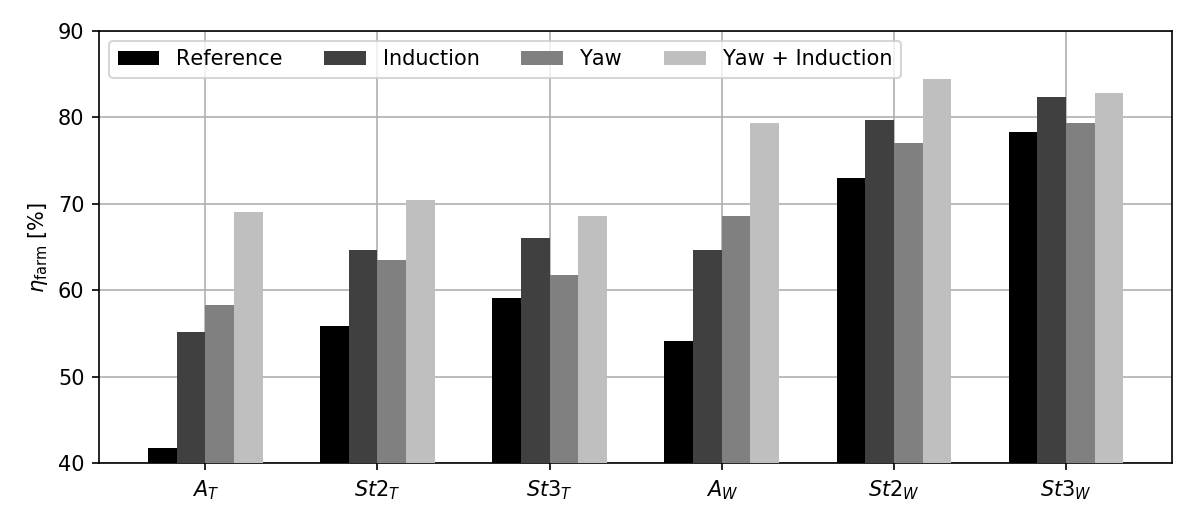 Reference Induction Yaw Yaw + Induction
90
80
70
60
50
40
η_farm [%]
A_T St2_T St3_T A_W St2_W St3_W